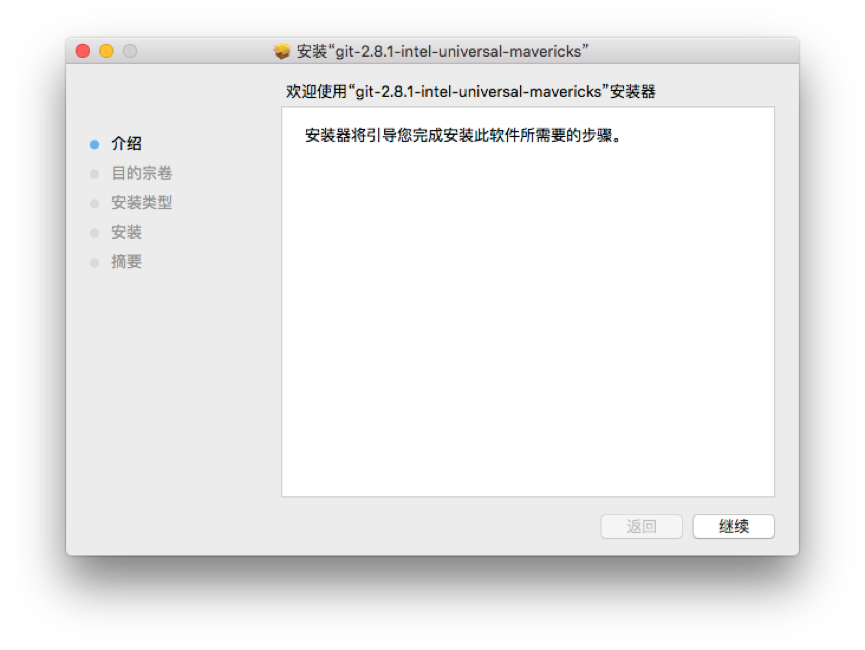 安装“git-2.8.1-intel-universal-mavericks”
欢迎使用“git-2.8.1-intel-universal-mavericks”安装器
安装器将引导您完成安装此软件所需要的步骤。
介绍
目的宗卷
安装类型
安装
摘要
返回
继续